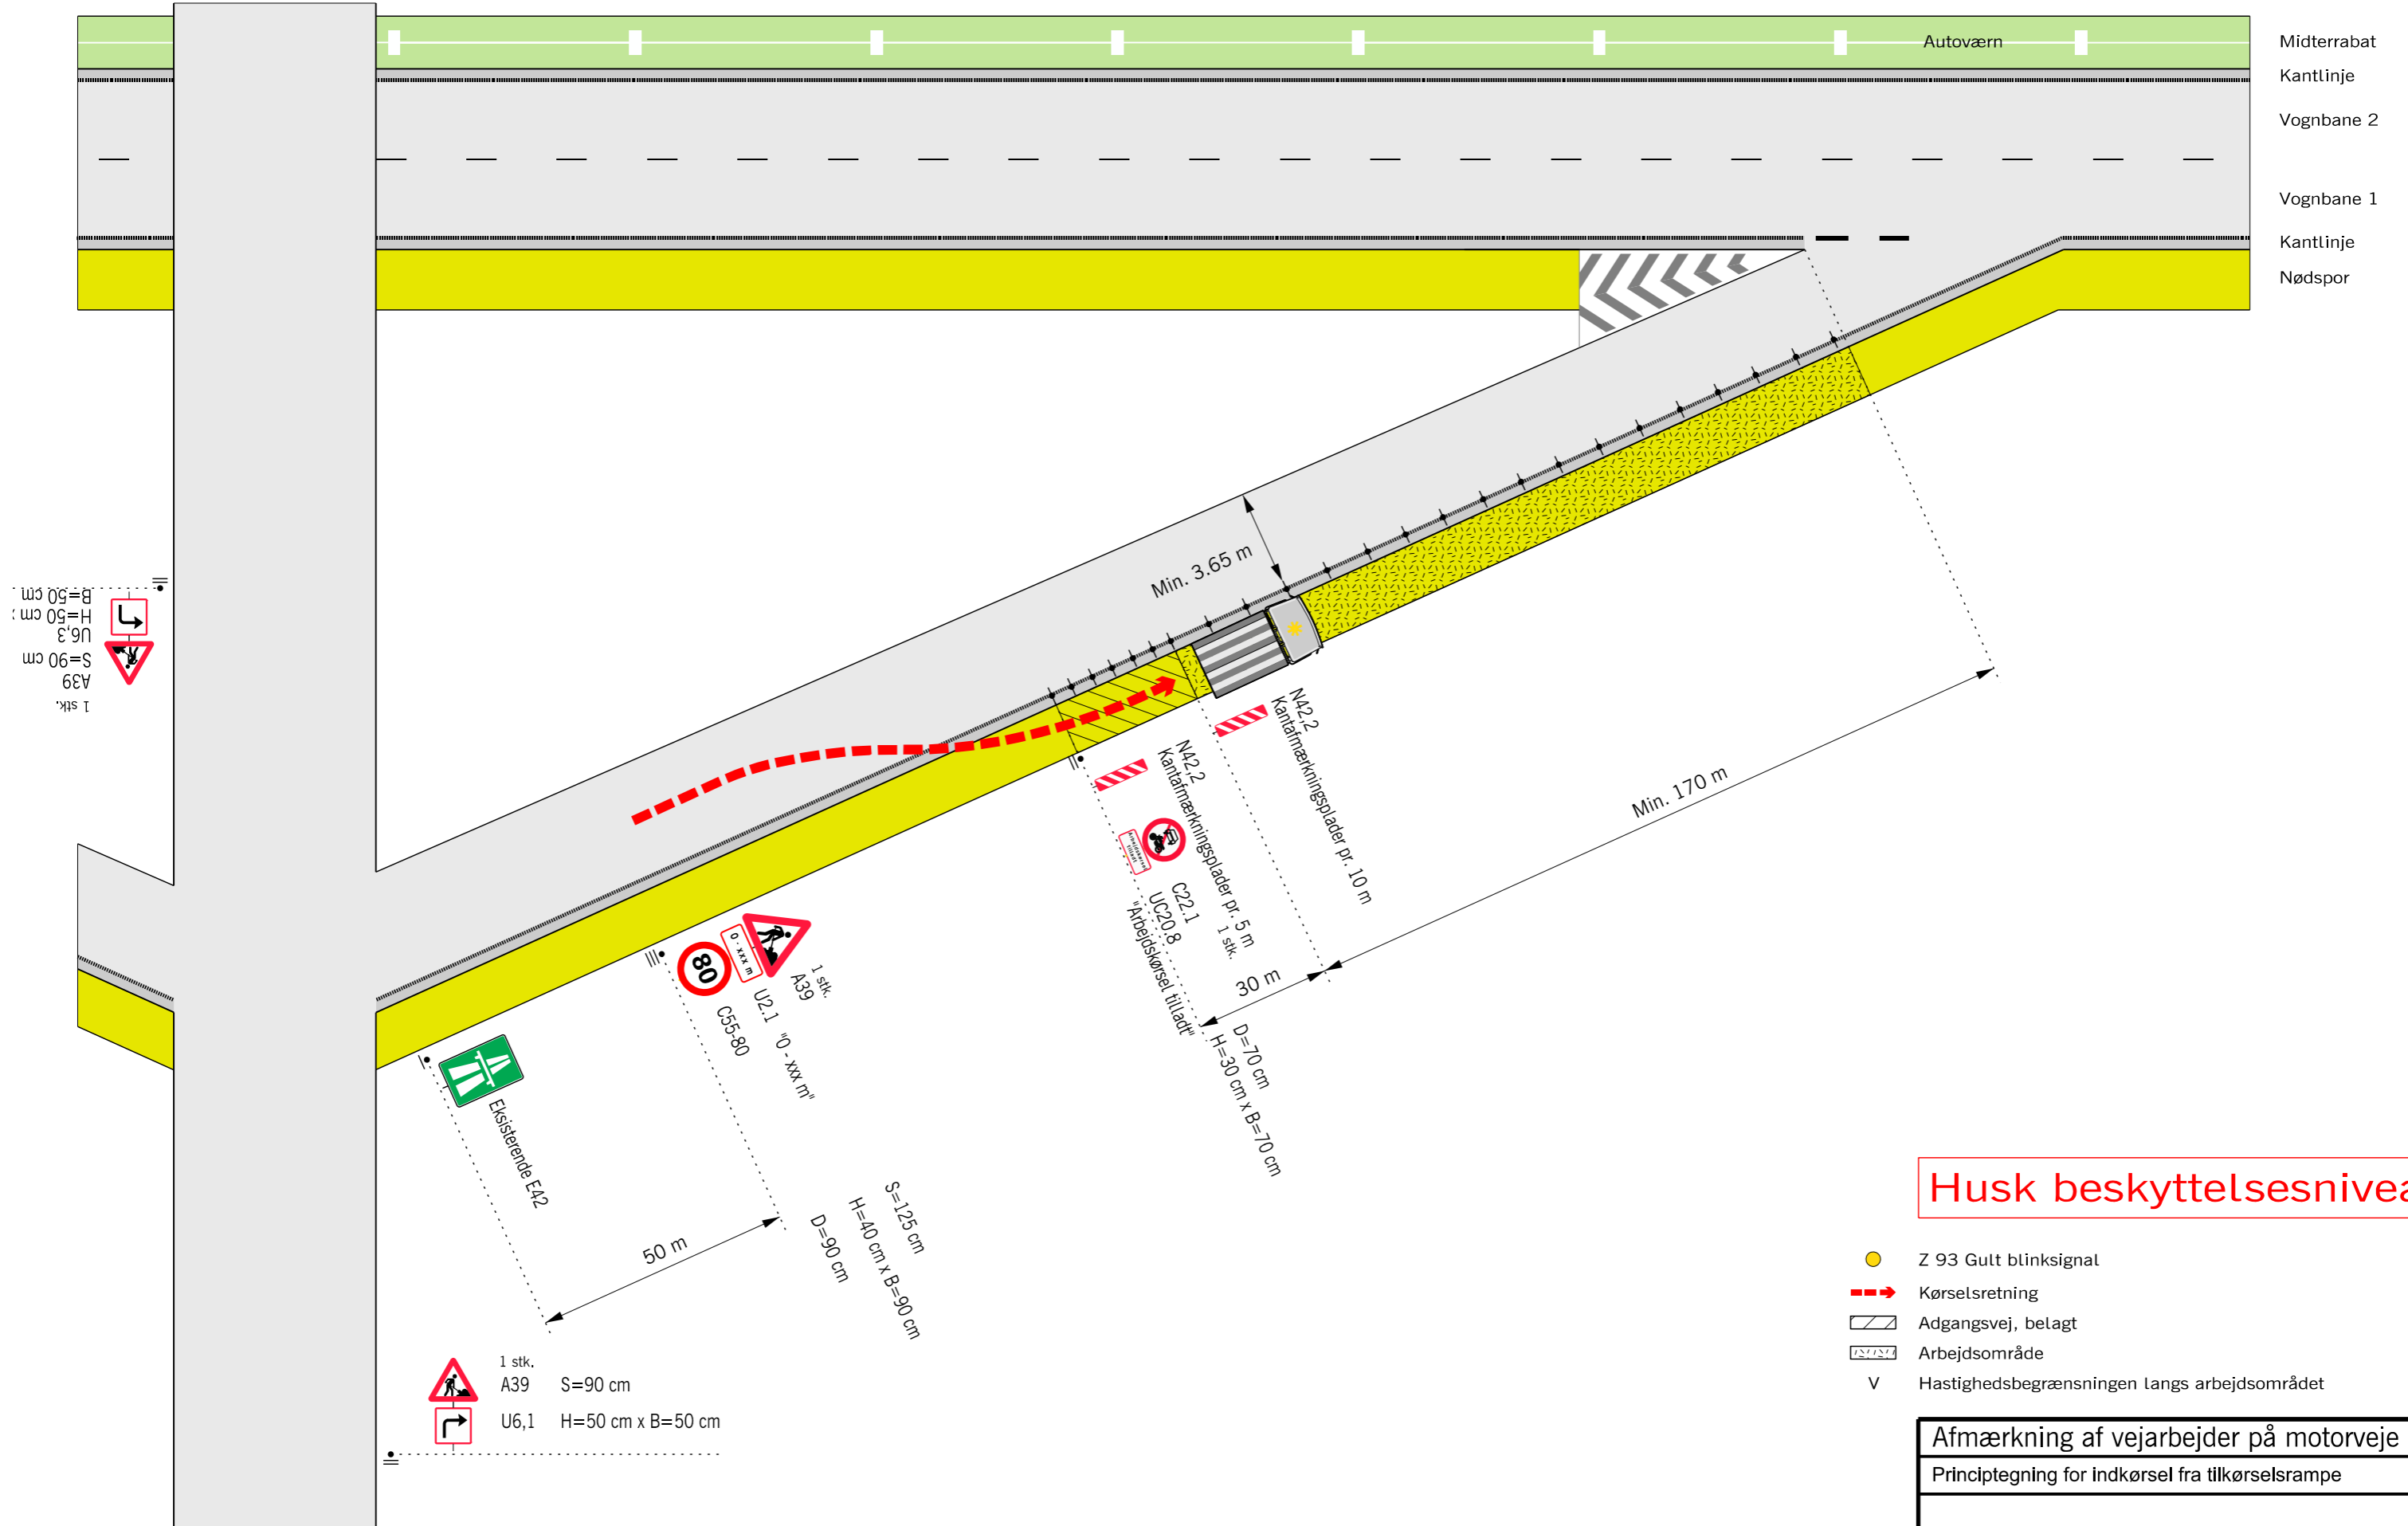 Autoværn
Midterrabat
Kantlinje
Vognbane 2
Vognbane 1
Kantlinje
Nødspor
1 stk.
A39
S=90 cm
U6,3
H=50 cm
B=50 cm
Min. 3.65 m
N42,2
Kantafmærkningsplader pr. 10 m
N42,2
Kantafmærkningsplader pr. 5 m
Min. 170 m
30 m
Arbejdskørsel
tilladt
1 stk.
C22.1
UC20.8
"Arbejdskørsel tilladt"
D=70 cm
H=30 cm x B=70 cm
80
0 - xxx m
1 stk.
A39
U2.1 "0 - xxx m"
C55-80
S=125 cm
H=40 cm x B=90 cm
D=90 cm
Eksisterende E42
50 m
1 stk.
A39 S=90 cm
U6,1 H=50 cm x B=50 cm
Husk beskyttelsesnivea
Z 93 Gult blinksignal
Kørselsretning
Adgangsvej, belagt
Arbejdsområde
V Hastighedsbegrænsningen langs arbejdsområdet
Afmærkning af vejarbejder på motorveje
Principtegning for indkørsel fra tilkørselsrampe